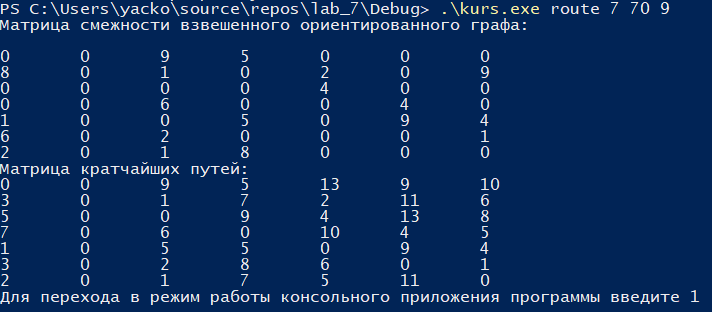 PS C:\Users\yacko\source\repos\lab_7\Debug> .\kurs.exe route 7 70 9
Матрица смежности взвешенного ориентированного графа:
0 0 9 5 0 0 0
8 0 1 0 2 0 9
0 0 0 0 4 0 0
0 0 6 0 0 4 0
1 0 0 5 0 9 4
6 0 2 0 0 0 1
2 0 1 8 0 0 0
Матрица кратчайших путей:
0 0 9 5 13 9 10
3 0 1 7 2 11 6
5 0 0 9 4 13 8
7 0 6 0 10 4 5
1 0 5 5 0 9 4
3 0 2 8 6 0 1
2 0 1 7 5 11 0
Для перехода в режим работы консольного приложения программы введите 1